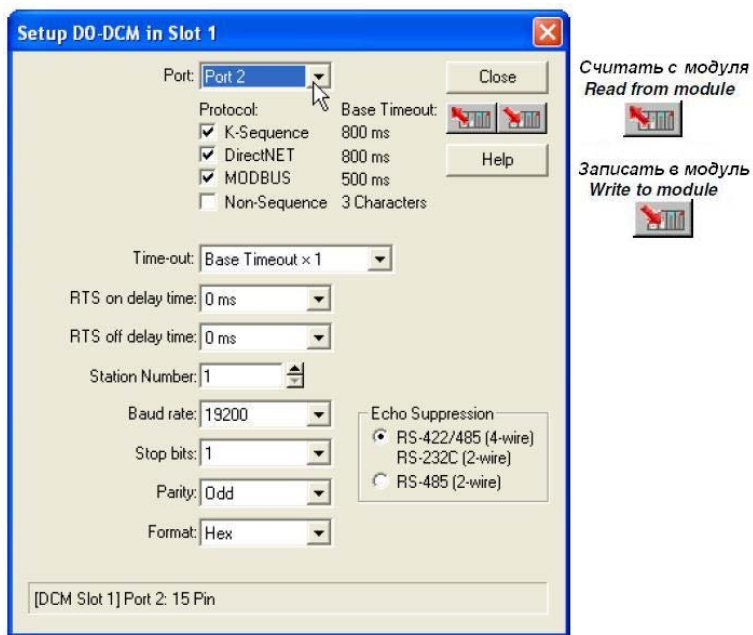 Setup D0-DCM in Slot 1
Port: Port 2
Close
Protocol: Base Timeout:
K-Sequence 800 ms
DirectNET 800 ms
MODBUS 500 ms
Non-Sequence 3 Characters
Help
Time-out: Base Timeout × 1
RTS on delay time: 0 ms
RTS off delay time: 0 ms
Station Number: 1
Baud rate: 19200
Stop bits: 1
Parity: Odd
Format: Hex
Echo Suppression
RS-422/485 (4-wire)
RS-232C (2-wire)
RS-485 (2-wire)
[DCM Slot 1] Port 2: 15 Pin
Считать с модуля
Read from module
Записать в модуль
Write to module